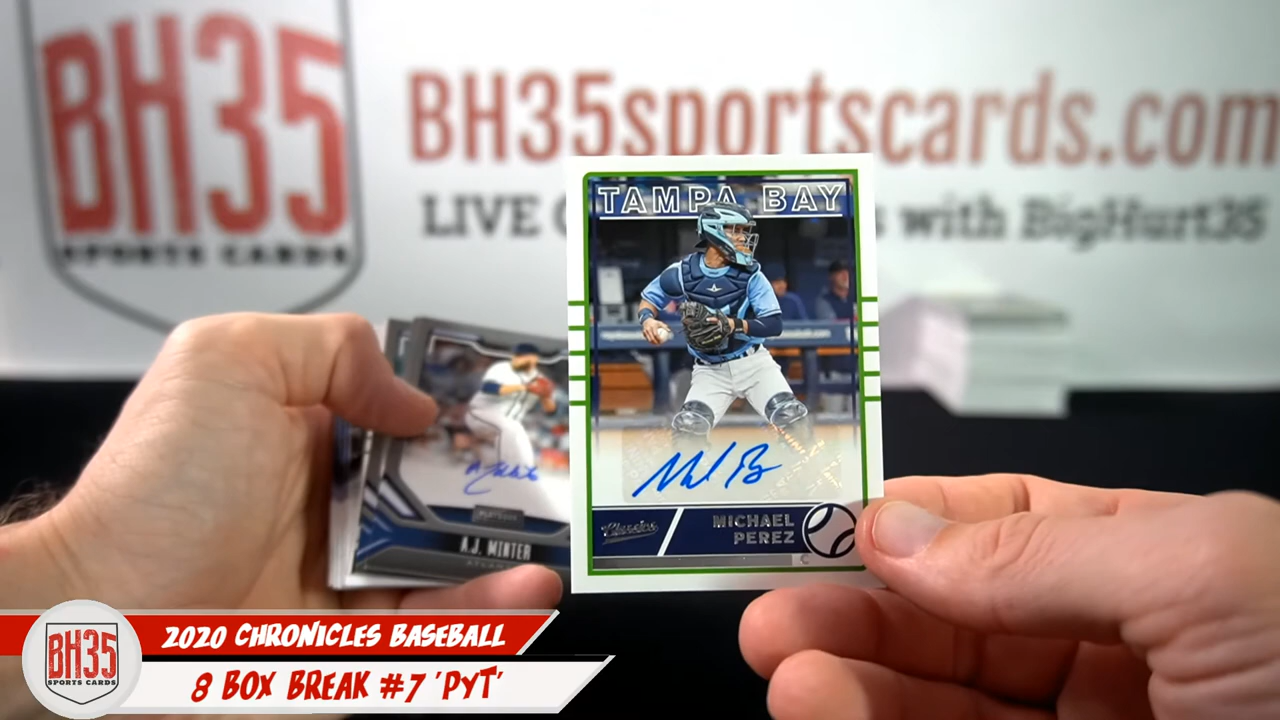 BH35
SPORTS CARDS
BH35sportscards.com
LIVE
s with BigHurt35
TAMPA BAY
A.J. MINTER
Classics
MICHAEL
PEREZ
C
BH35
SPORTS CARDS
2020 CHRONICLES BASEBALL
8 BOX BREAK #7 'PYT'